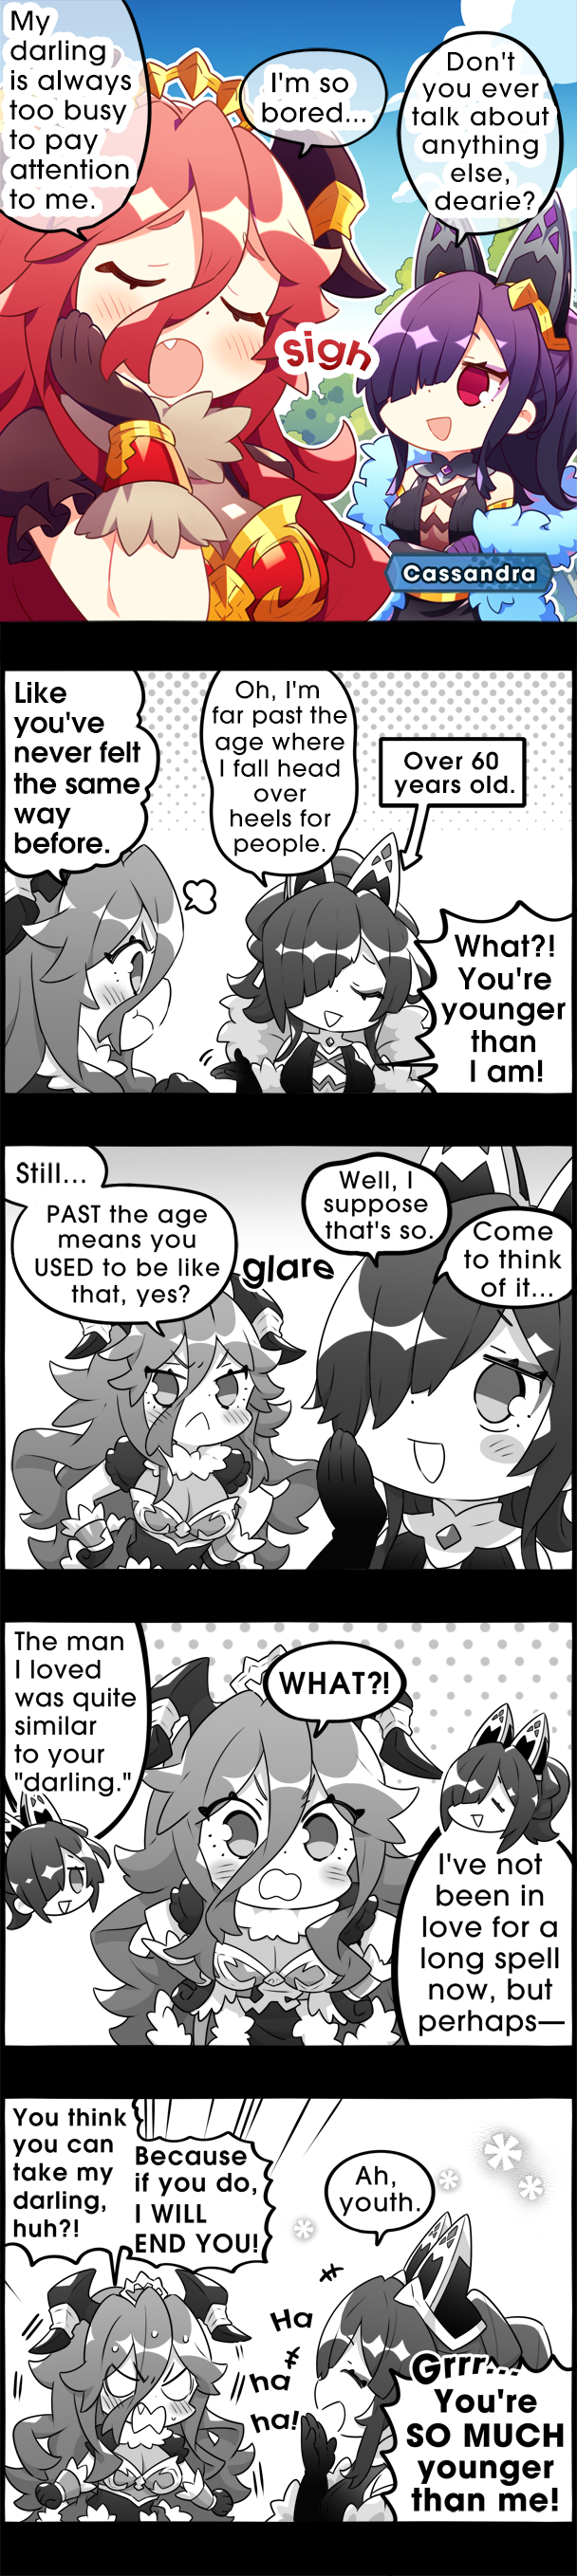 My
darling
is always
too busy
to pay
attention
to me.
I'm so
bored...
Don't
you ever
talk about
anything
else,
dearie?
sigh
Cassandra
Like
you've
never felt
the same
way
before.
Oh, I'm
far past the
age where
I fall head
over
heels for
people.
Over 60
years old.
What?!
You're
younger
than
I am!
Still...
PAST the age
means you
USED to be like
that, yes?
glare
Well, I
suppose
that's so.
Come
to think
of it...
The man
I loved
was quite
similar
to your
"darling."
WHAT?!
I've not
been in
love for a
long spell
now, but
perhaps—
You think
you can
take my
darling,
huh?!
Because
if you do,
I WILL
END YOU!
Ah,
youth.
Ha
ha
ha!
Grrr...
You're
SO MUCH
younger
than me!